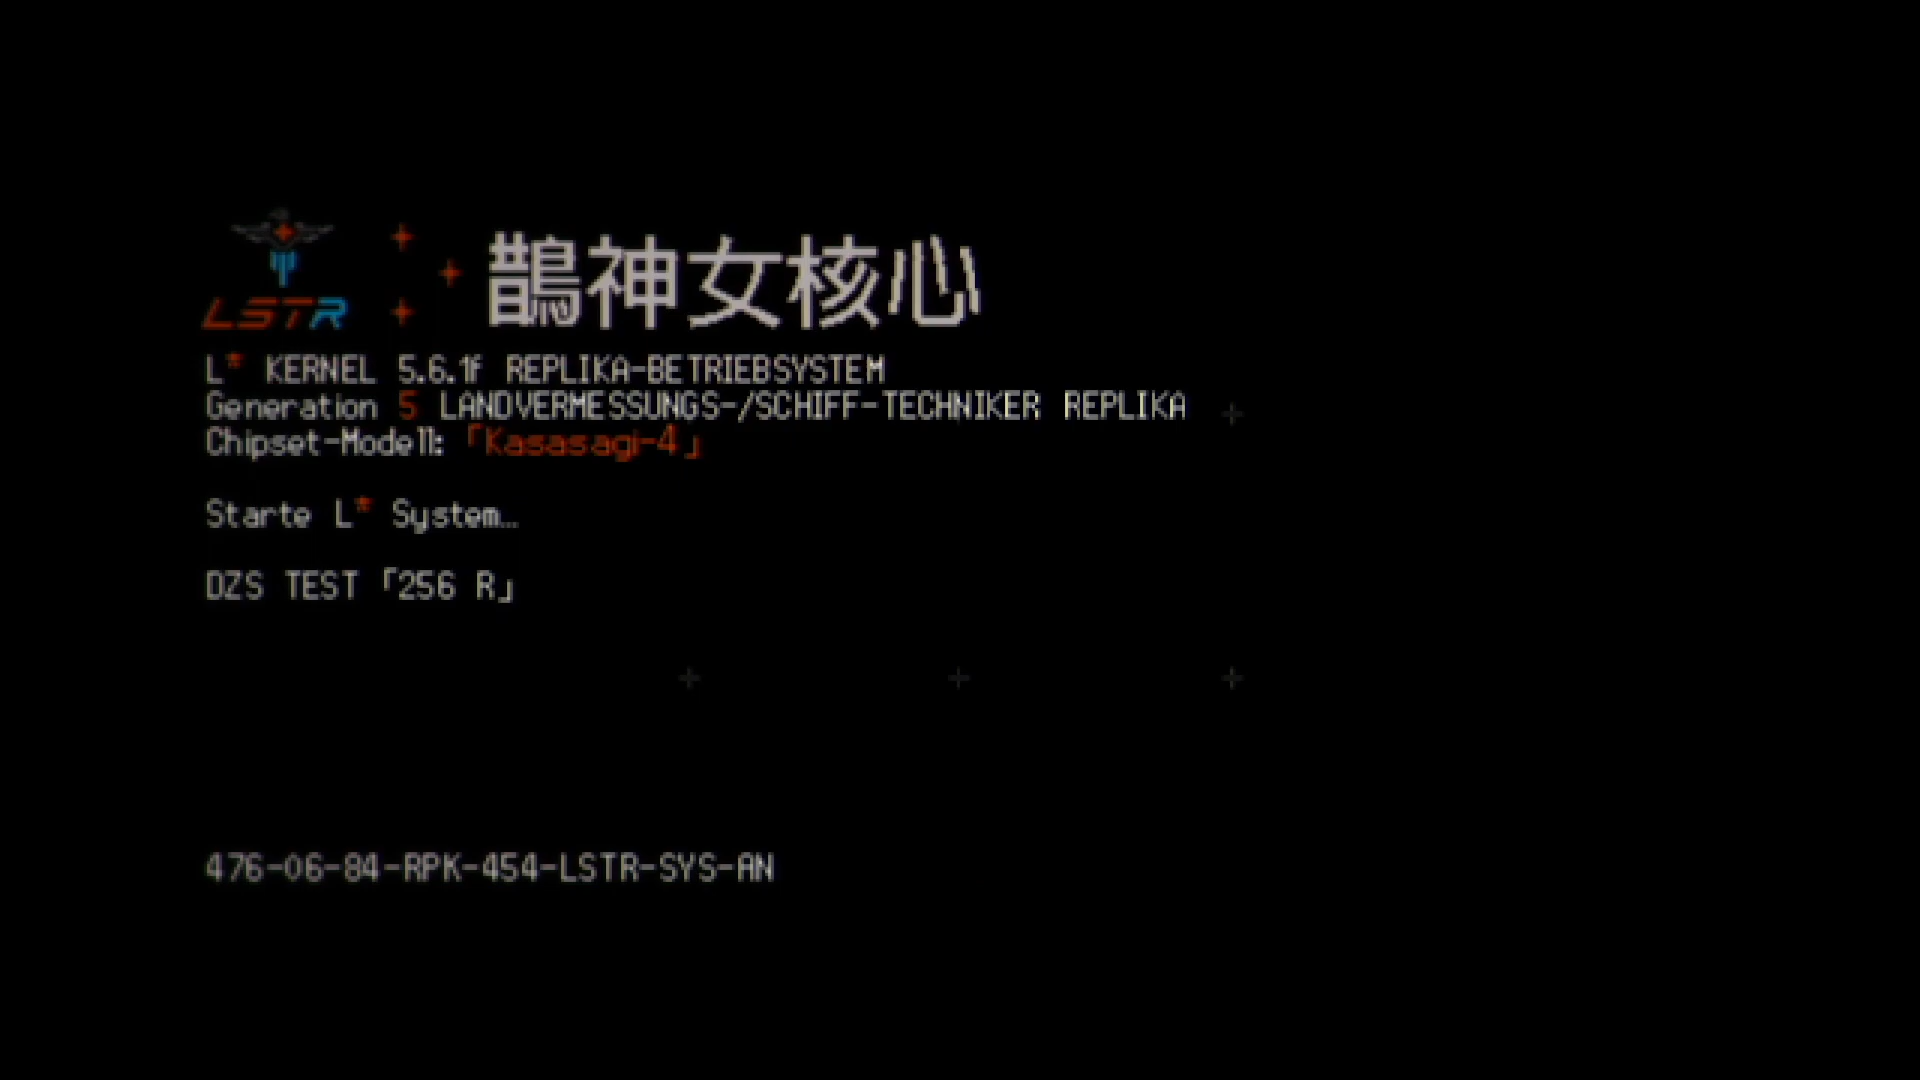 LSTR
鵲神女核心
L* KERNEL 5.6.1f REPLIKA-BETRIEBSYSTEM
Generation 5 LANDVERMESSUNGS-/SCHIFF-TECHNIKER REPLIKA
Chipset-Modell: 「Kasasagi-4」
Starte L* System…
DZS TEST 「256 R」
476-06-84-RPK-454-LSTR-SYS-AN